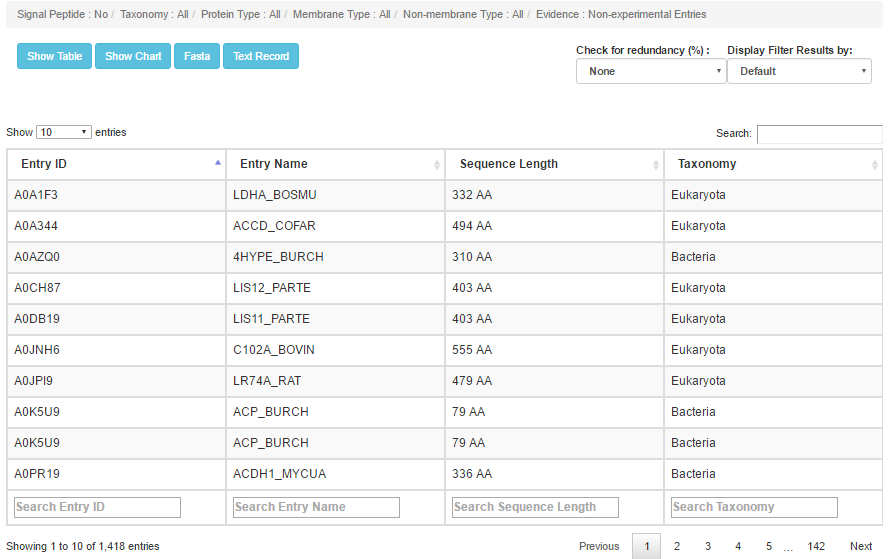 Signal Peptide : No / Taxonomy : All / Protein Type : All / Membrane Type : All / Non-membrane Type : All / Evidence : Non-experimental Entries
Show Table Show Chart Fasta Text Record
Check for redundancy (%) : Display Filter Results by:
None Default
Show 10 entries Search:
Entry ID Entry Name Sequence Length Taxonomy
A0A1F3 LDHA_BOSMU 332 AA Eukaryota
A0A344 ACCD_COFAR 494 AA Eukaryota
A0AZQ0 4HYPE_BURCH 310 AA Bacteria
A0CH87 LIS12_PARTE 403 AA Eukaryota
A0DB19 LIS11_PARTE 403 AA Eukaryota
A0JNH6 C102A_BOVIN 555 AA Eukaryota
A0JPI9 LR74A_RAT 479 AA Eukaryota
A0K5U9 ACP_BURCH 79 AA Bacteria
A0K5U9 ACP_BURCH 79 AA Bacteria
A0PR19 ACDH1_MYCUA 336 AA Bacteria
Search Entry ID Search Entry Name Search Sequence Length Search Taxonomy
Showing 1 to 10 of 1,418 entries Previous 1 2 3 4 5 ... 142 Next